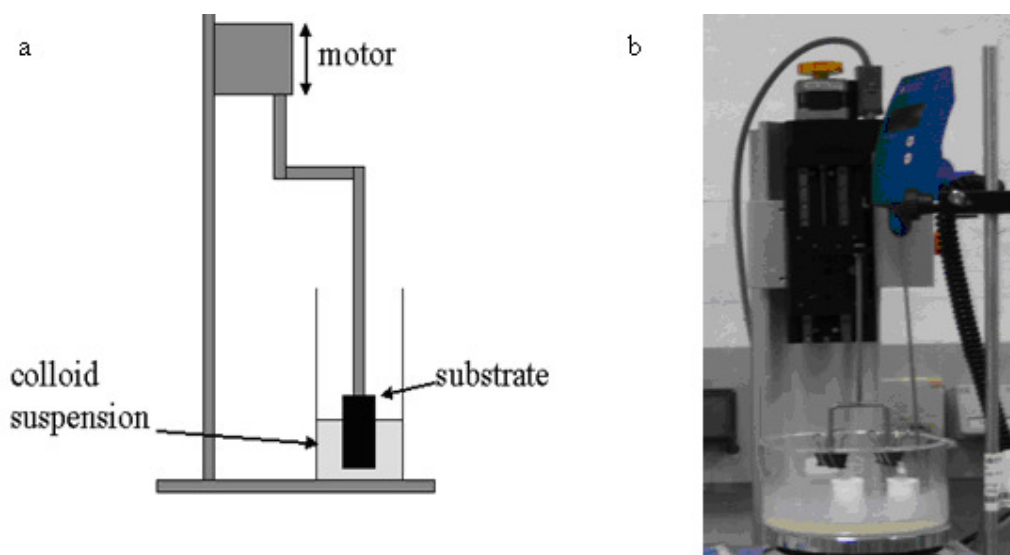 a
b
motor
colloid
suspension
substrate